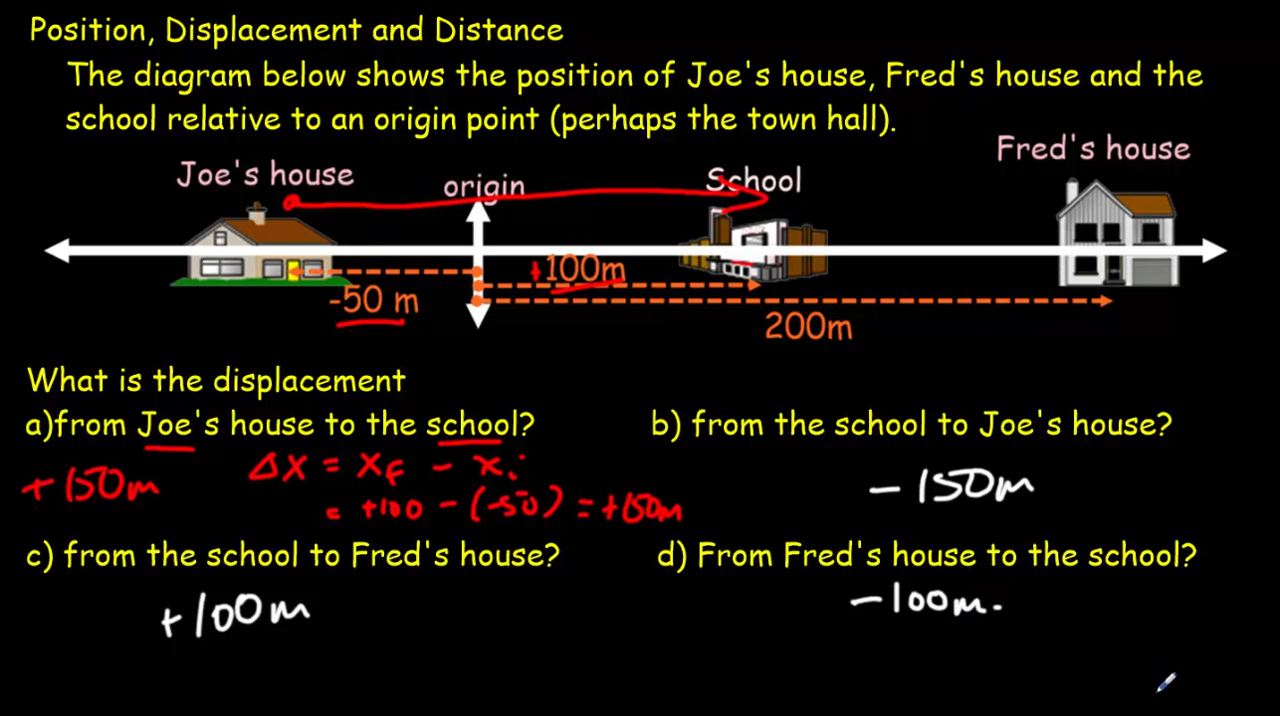 Position, Displacement and Distance
The diagram below shows the position of Joe's house, Fred's house and the
school relative to an origin point (perhaps the town hall).
Joe's house
origin
School
Fred's house
-50 m
+100m
200m
What is the displacement
a)from Joe's house to the school?
b) from the school to Joe's house?
+150m
Δx = xf - xi
= +100 - (-50) = +150m
-150m
c) from the school to Fred's house?
d) From Fred's house to the school?
+100m
-100m.